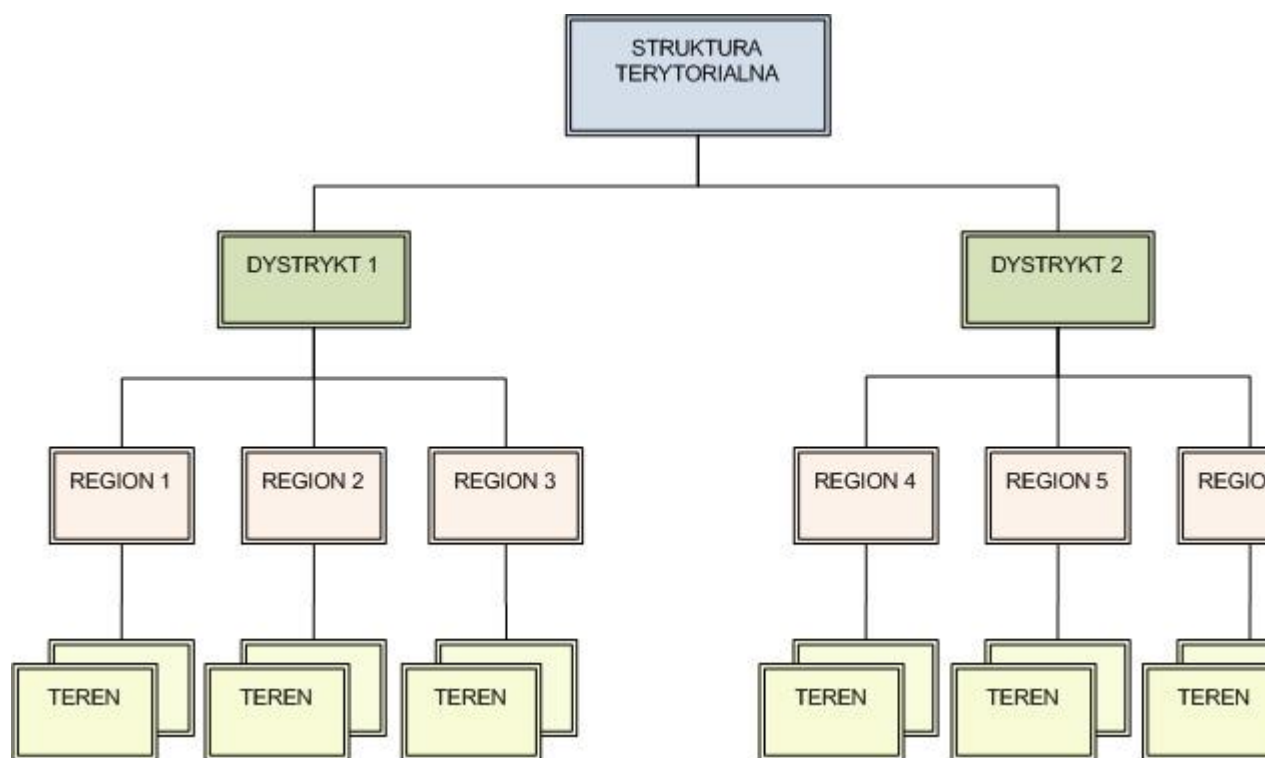 STRUKTURA
TERYTORIALNA
DYSTRYKT 1
DYSTRYKT 2
REGION 1
REGION 2
REGION 3
REGION 4
REGION 5
TEREN
TEREN
TEREN
TEREN
TEREN
TEREN